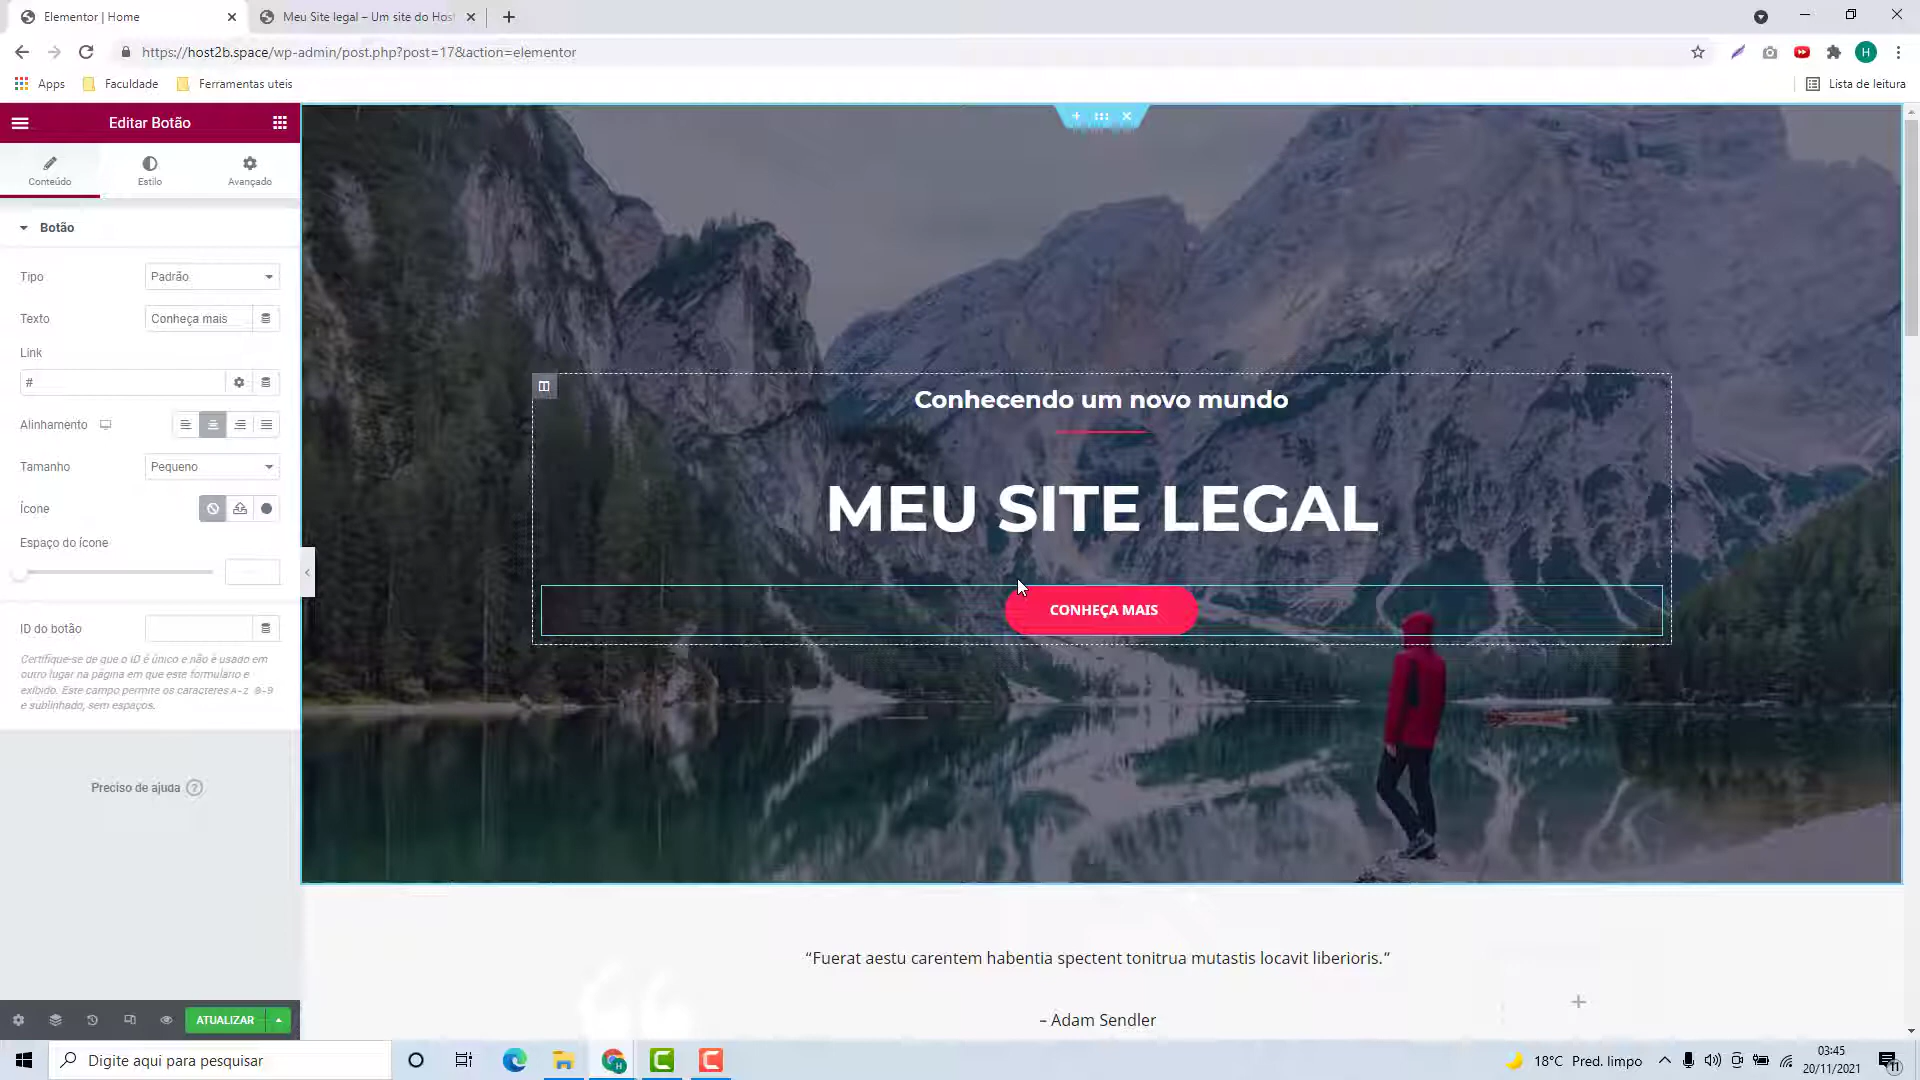 Elementor | Home
Meu Site legal – Um site do Host
https://host2b.space/wp-admin/post.php?post=17&action=elementor
H
Apps
Faculdade
Ferramentas uteis
Lista de leitura
Editar Botão
Conteúdo
Estilo
Avançado
Botão
Tipo
Padrão
Texto
Conheça mais
Link
#
Alinhamento
Tamanho
Pequeno
Ícone
Espaço do ícone
ID do botão
Certifique-se de que o ID é único e não é usado em
outro lugar na página em que este formulário é
exibido. Este campo permite os caracteres A-z 0-9
e sublinhado, sem espaços.
Preciso de ajuda ?
ATUALIZAR
Conhecendo um novo mundo
MEU SITE LEGAL
CONHEÇA MAIS
“Fuerat aestu carentem habentia spectent tonitrua mutastis locavit liberioris.”
– Adam Sendler
Digite aqui para pesquisar
18°C Pred. limpo
03:45
20/11/2021
11